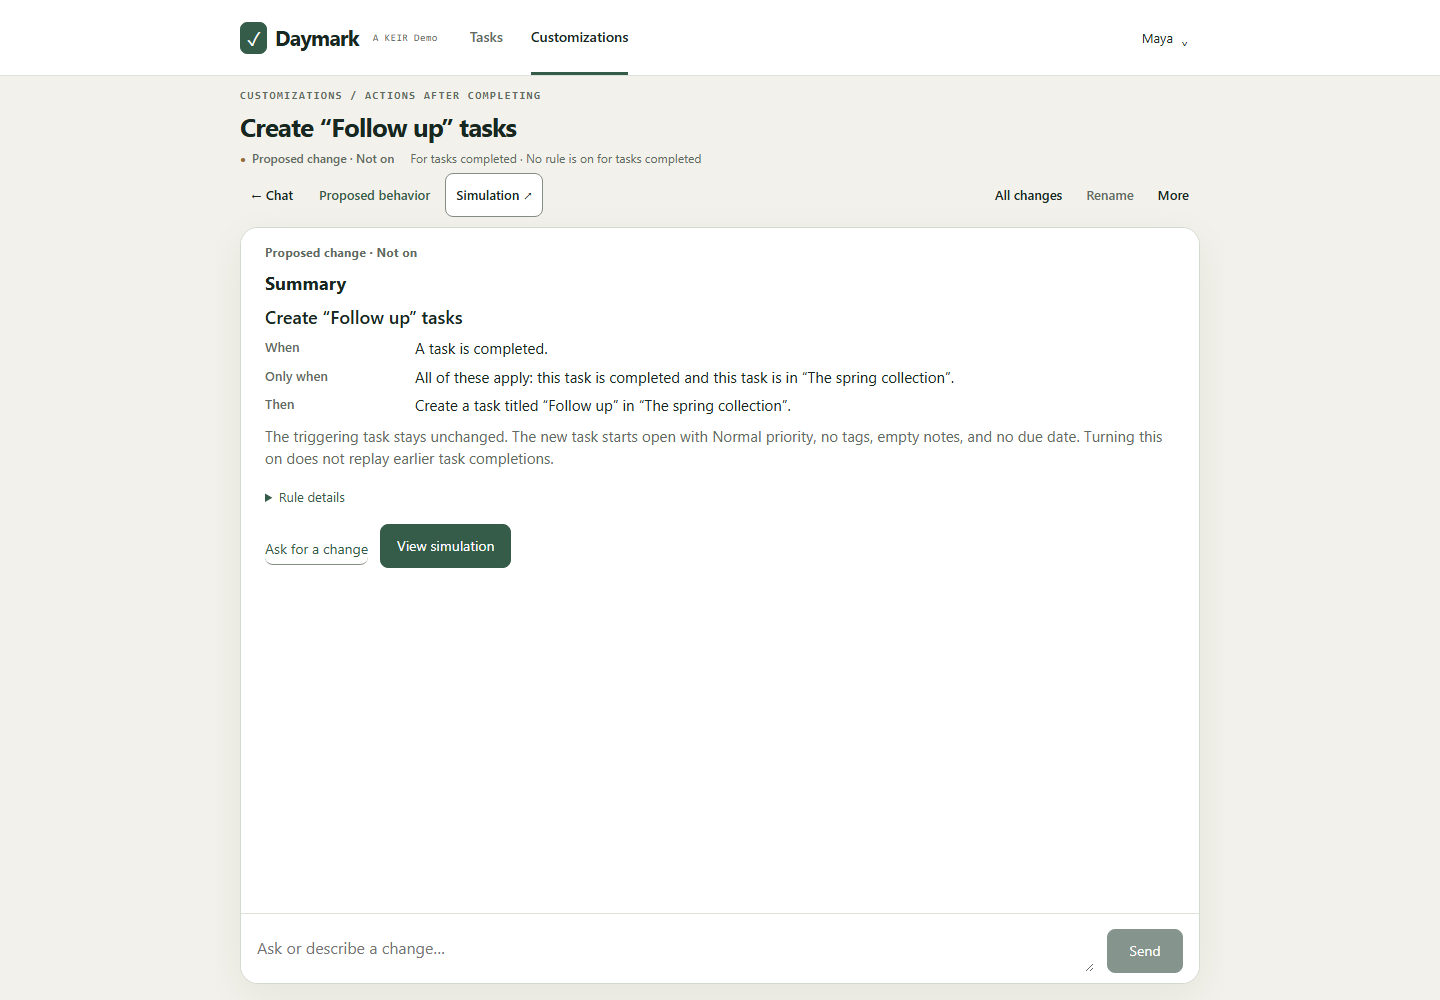 Daymark
A KEIR Demo
Tasks
Customizations
Maya
CUSTOMIZATIONS / ACTIONS AFTER COMPLETING
Create “Follow up” tasks
Proposed change · Not on
For tasks completed · No rule is on for tasks completed
← Chat
Proposed behavior
Simulation ↗
All changes
Rename
More
Proposed change · Not on
Summary
Create “Follow up” tasks
When
A task is completed.
Only when
All of these apply: this task is completed and this task is in “The spring collection”.
Then
Create a task titled “Follow up” in “The spring collection”.
The triggering task stays unchanged. The new task starts open with Normal priority, no tags, empty notes, and no due date. Turning this
on does not replay earlier task completions.
Rule details
Ask for a change
View simulation
Ask or describe a change...
Send